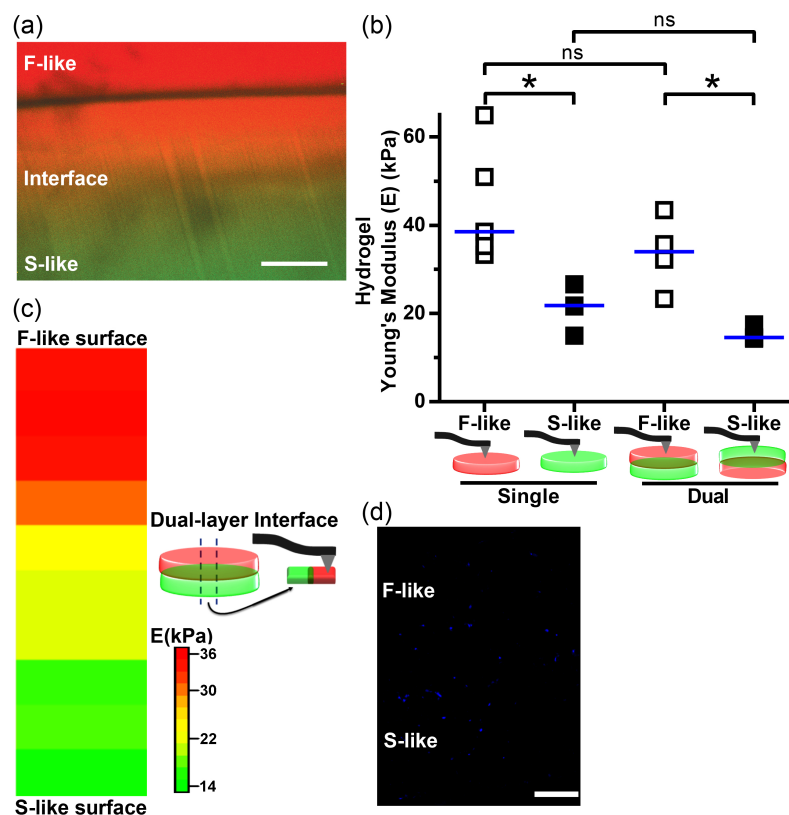 (a)
F-like
Interface
S-like
(b)
ns
ns
*
*
Hydrogel
Young's Modulus (E) (kPa)
60
40
20
0
F-like
S-like
F-like
S-like
Single
Dual
(c)
F-like surface
S-like surface
Dual-layer Interface
E(kPa)
36
30
22
14
(d)
F-like
S-like